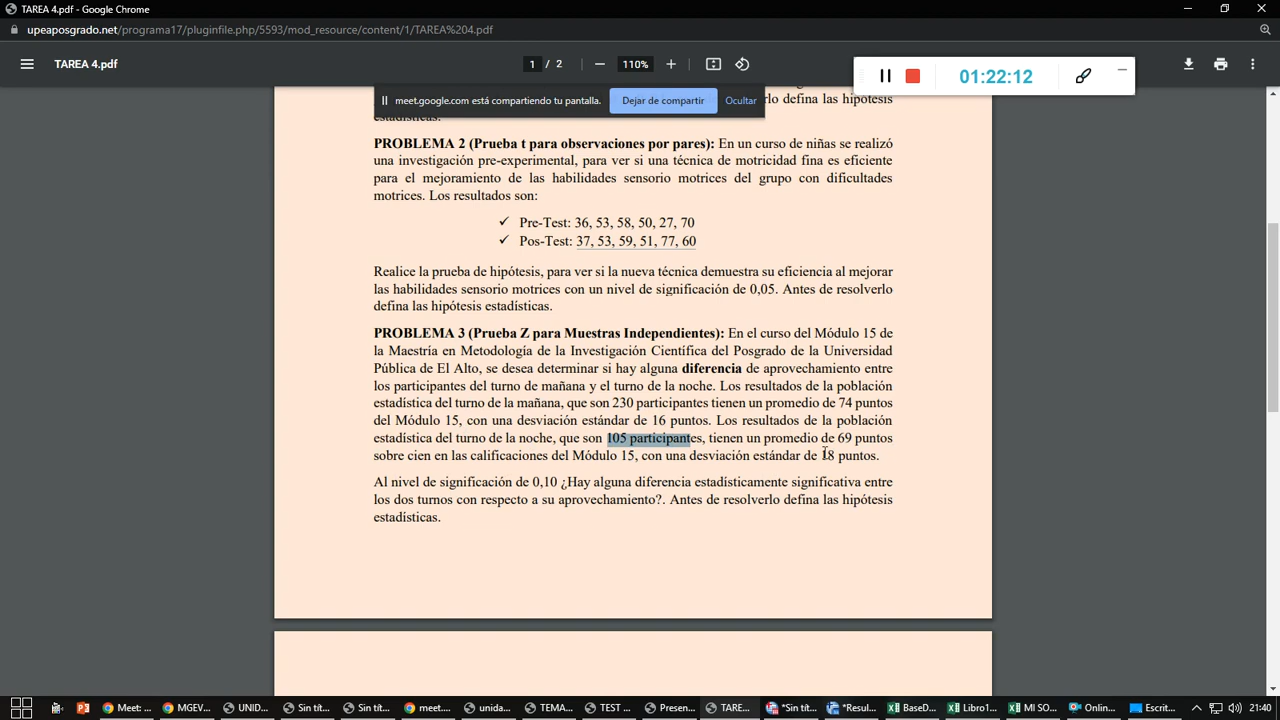 TAREA 4.pdf - Google Chrome
upeaposgrado.net/programa17/pluginfile.php/5593/mod_resource/content/1/TAREA%204.pdf
TAREA 4.pdf
1 / 2
110%
01:22:12
meet.google.com está compartiendo tu pantalla.
Dejar de compartir
Ocultar
rlo defina las hipótesis
estadísticas.
PROBLEMA 2 (Prueba t para observaciones por pares): En un curso de niñas se realizó
una investigación pre-experimental, para ver si una técnica de motricidad fina es eficiente
para el mejoramiento de las habilidades sensorio motrices del grupo con dificultades
motrices. Los resultados son:
✓ Pre-Test: 36, 53, 58, 50, 27, 70
✓ Pos-Test: 37, 53, 59, 51, 77, 60
Realice la prueba de hipótesis, para ver si la nueva técnica demuestra su eficiencia al mejorar
las habilidades sensorio motrices con un nivel de significación de 0,05. Antes de resolverlo
defina las hipótesis estadísticas.
PROBLEMA 3 (Prueba Z para Muestras Independientes): En el curso del Módulo 15 de
la Maestría en Metodología de la Investigación Científica del Posgrado de la Universidad
Pública de El Alto, se desea determinar si hay alguna diferencia de aprovechamiento entre
los participantes del turno de mañana y el turno de la noche. Los resultados de la población
estadística del turno de la mañana, que son 230 participantes tienen un promedio de 74 puntos
del Módulo 15, con una desviación estándar de 16 puntos. Los resultados de la población
estadística del turno de la noche, que son 105 participantes, tienen un promedio de 69 puntos
sobre cien en las calificaciones del Módulo 15, con una desviación estándar de 18 puntos.
Al nivel de significación de 0,10 ¿Hay alguna diferencia estadísticamente significativa entre
los dos turnos con respecto a su aprovechamiento?. Antes de resolverlo defina las hipótesis
estadísticas.
Meet: ...
MGEV...
UNID...
Sin tít...
Sin tít...
meet....
unida...
TEMA...
TEST ...
Presen...
TARE...
*Sin tít...
*Resul...
BaseD...
Libro1...
MI SO...
Online...
Escrit...
21:40